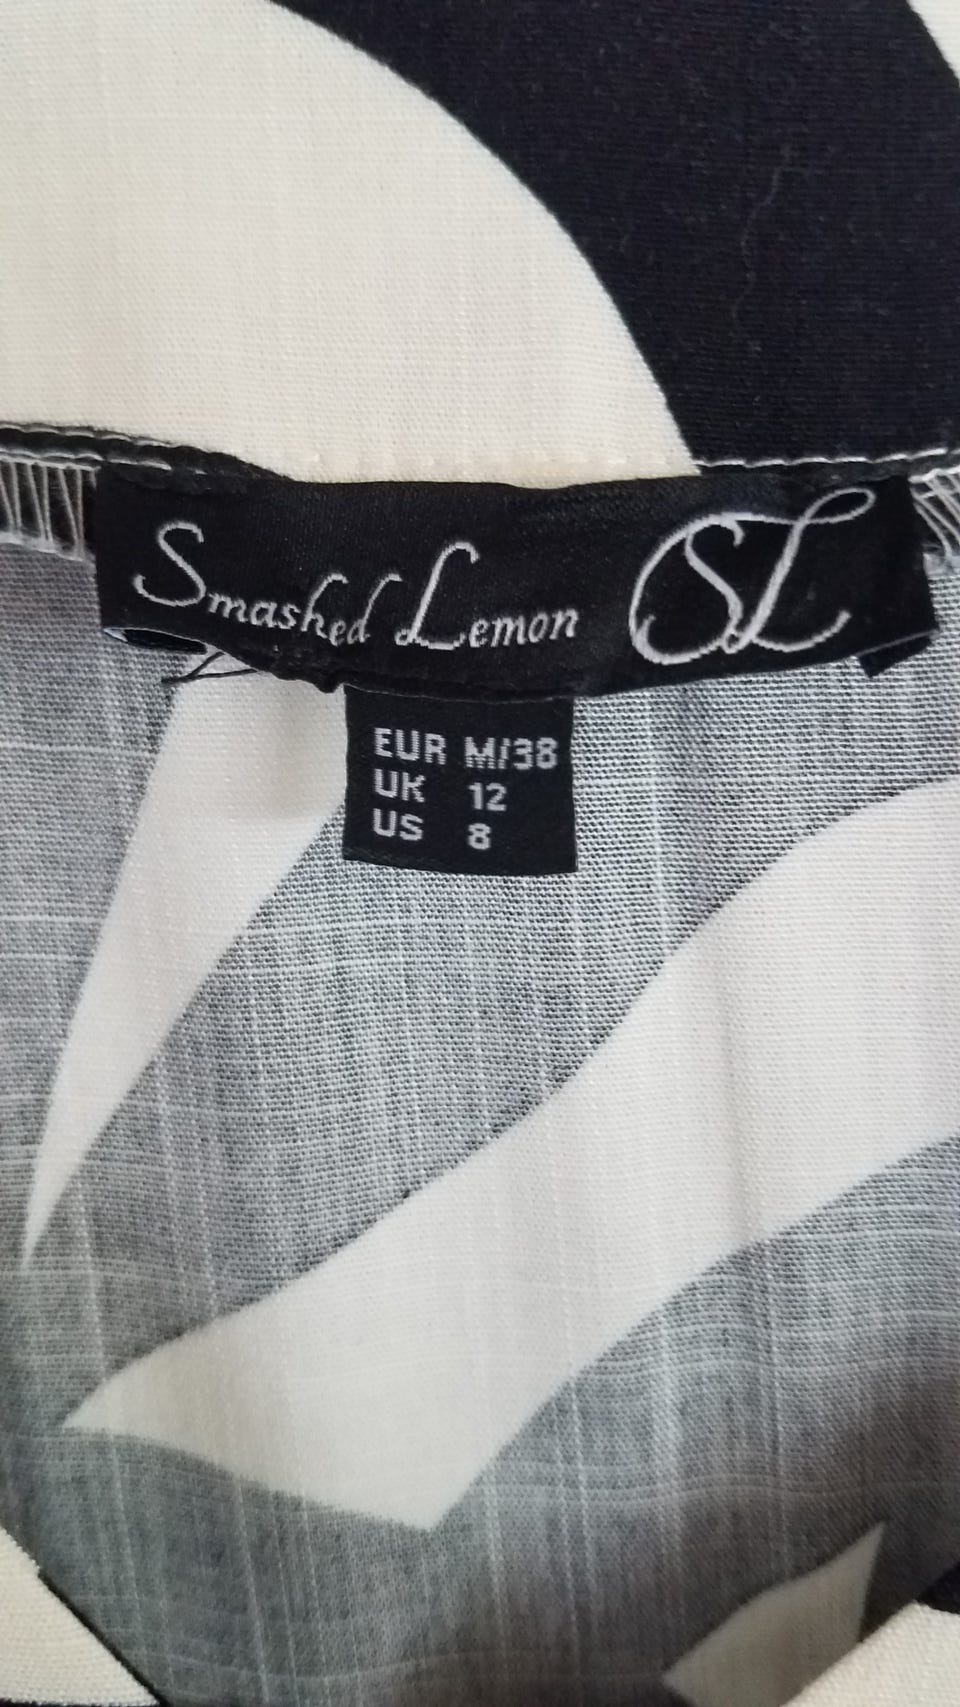 Smashed Lemon SL
EUR M/38
UK 12
US 8